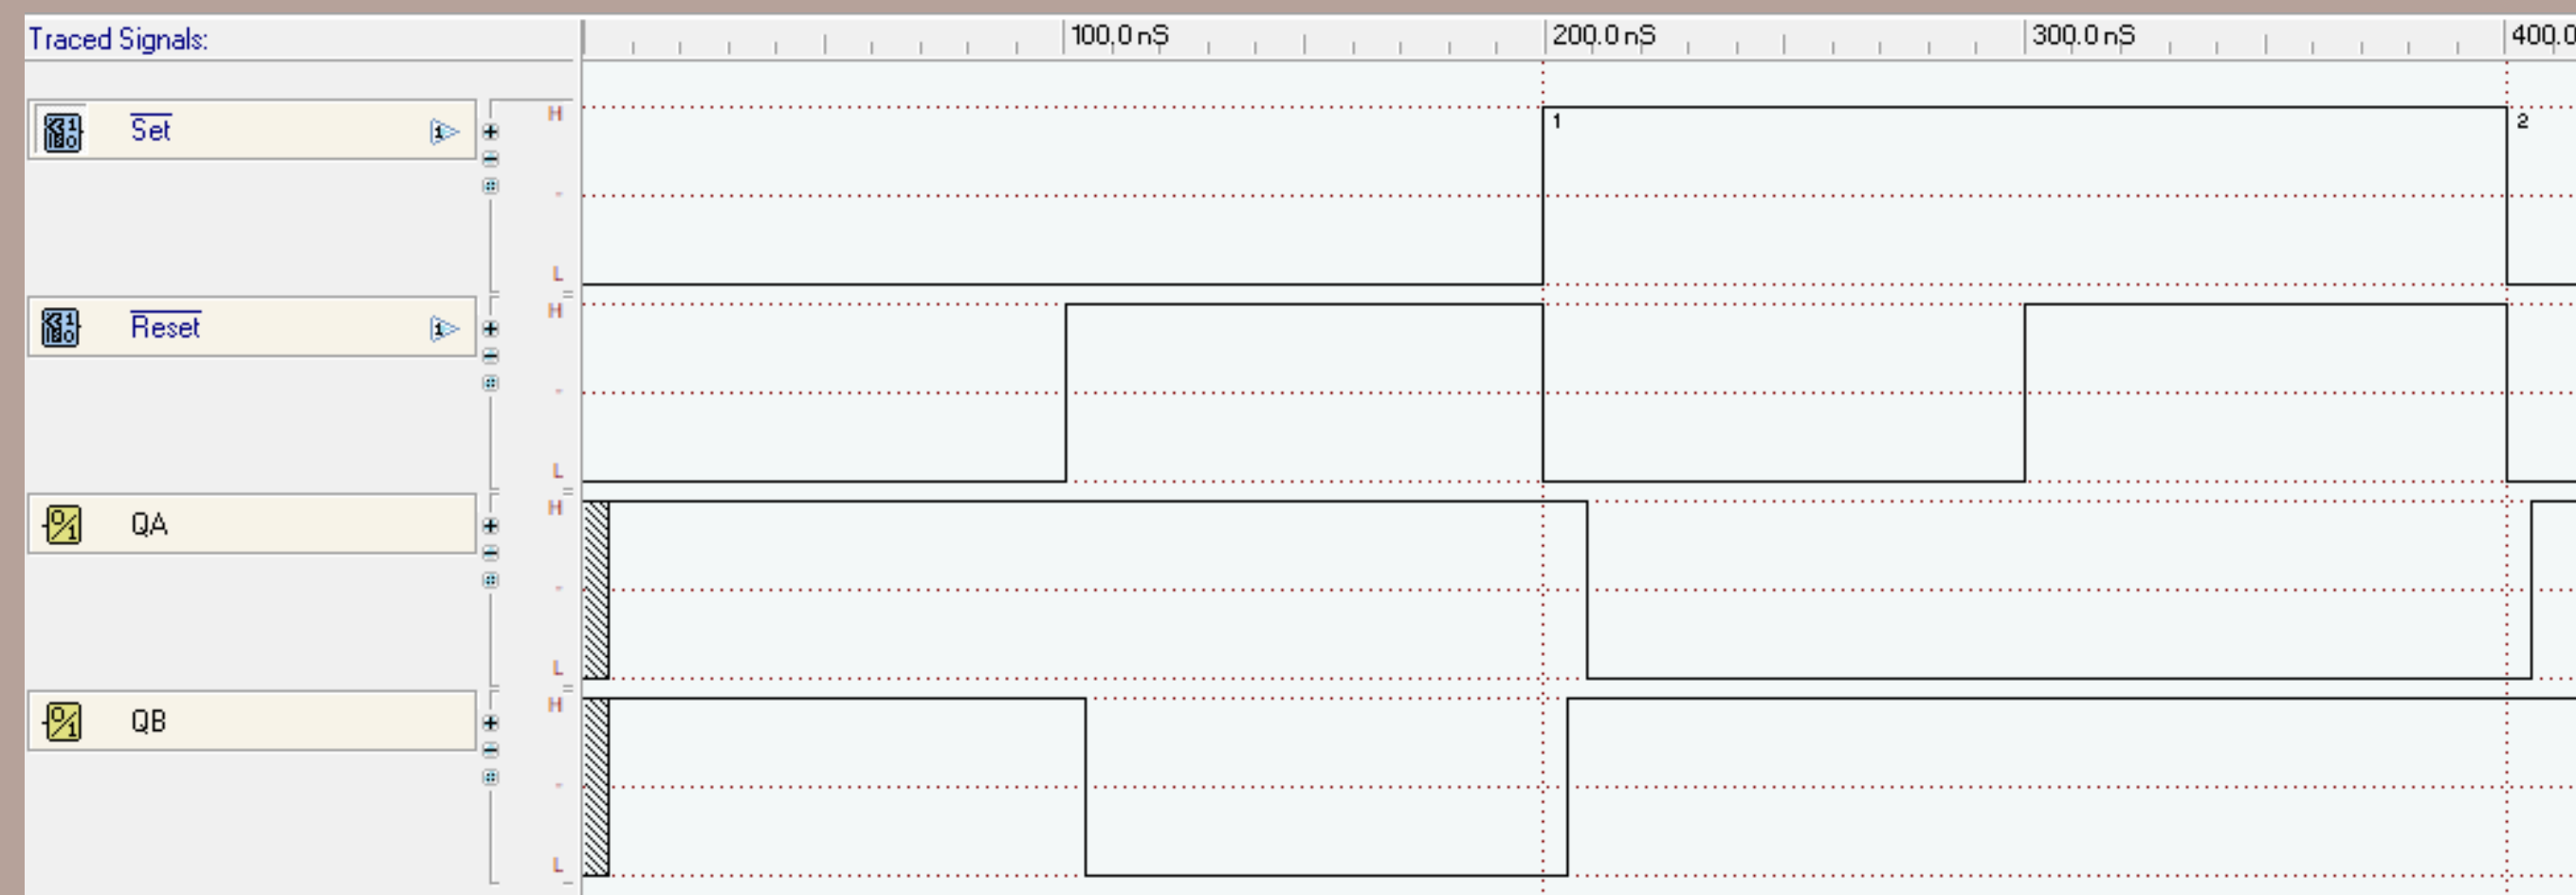 Traced Signals:
100.0 nS 200.0 nS 300.0 nS 400.0
Set
H
1
2
-
L
Reset
H
-
L
QA
H
-
L
QB
H
-
L